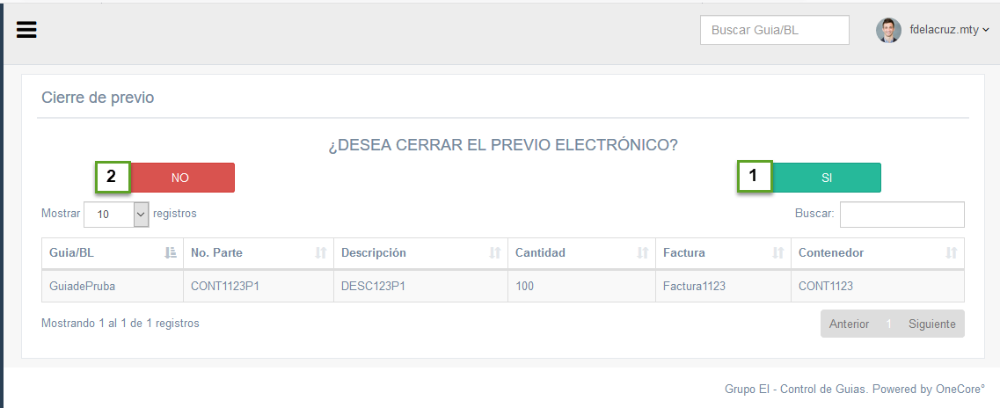 Buscar Guia/BL
fdelacruz.mty
Cierre de previo
¿DESEA CERRAR EL PREVIO ELECTRÓNICO?
2 NO 1 SI
Mostrar 10 registros Buscar:
Guia/BL No. Parte Descripción Cantidad Factura Contenedor
GuiadePruba CONT1123P1 DESC123P1 100 Factura1123 CONT1123
Mostrando 1 al 1 de 1 registros Anterior 1 Siguiente
Grupo EI - Control de Guias. Powered by OneCore°